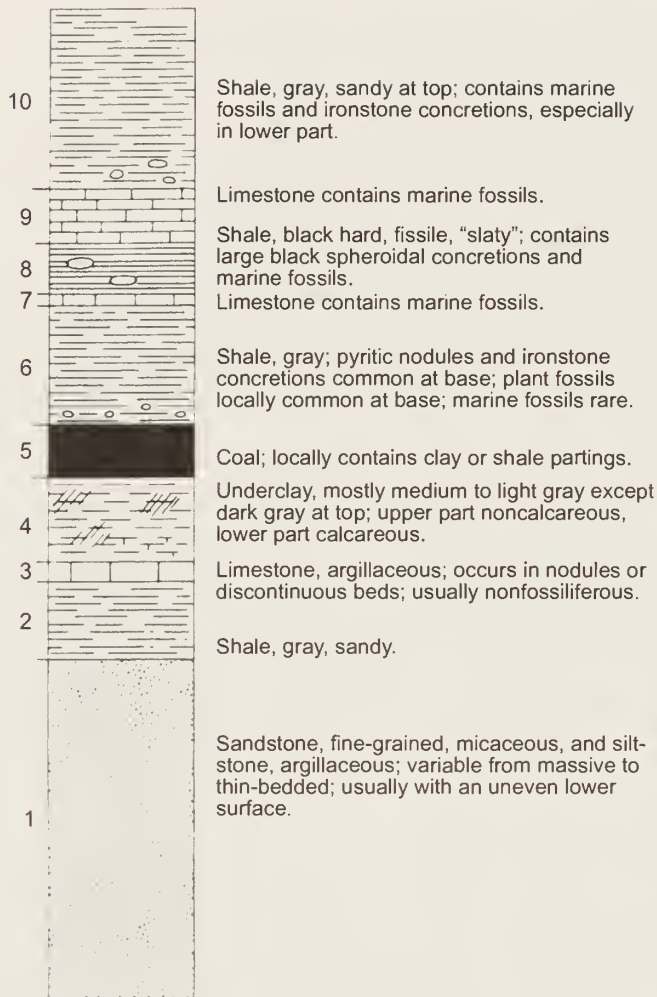 10
Shale, gray, sandy at top; contains marine
fossils and ironstone concretions, especially
in lower part.
9
Limestone contains marine fossils.
8
Shale, black hard, fissile, “slaty”; contains
large black spheroidal concretions and
marine fossils.
7
Limestone contains marine fossils.
6
Shale, gray; pyritic nodules and ironstone
concretions common at base; plant fossils
locally common at base; marine fossils rare.
5
Coal; locally contains clay or shale partings.
4
Underclay, mostly medium to light gray except
dark gray at top; upper part noncalcareous,
lower part calcareous.
3
Limestone, argillaceous; occurs in nodules or
discontinuous beds; usually nonfossiliferous.
2
Shale, gray, sandy.
1
Sandstone, fine-grained, micaceous, and silt-
stone, argillaceous; variable from massive to
thin-bedded; usually with an uneven lower
surface.